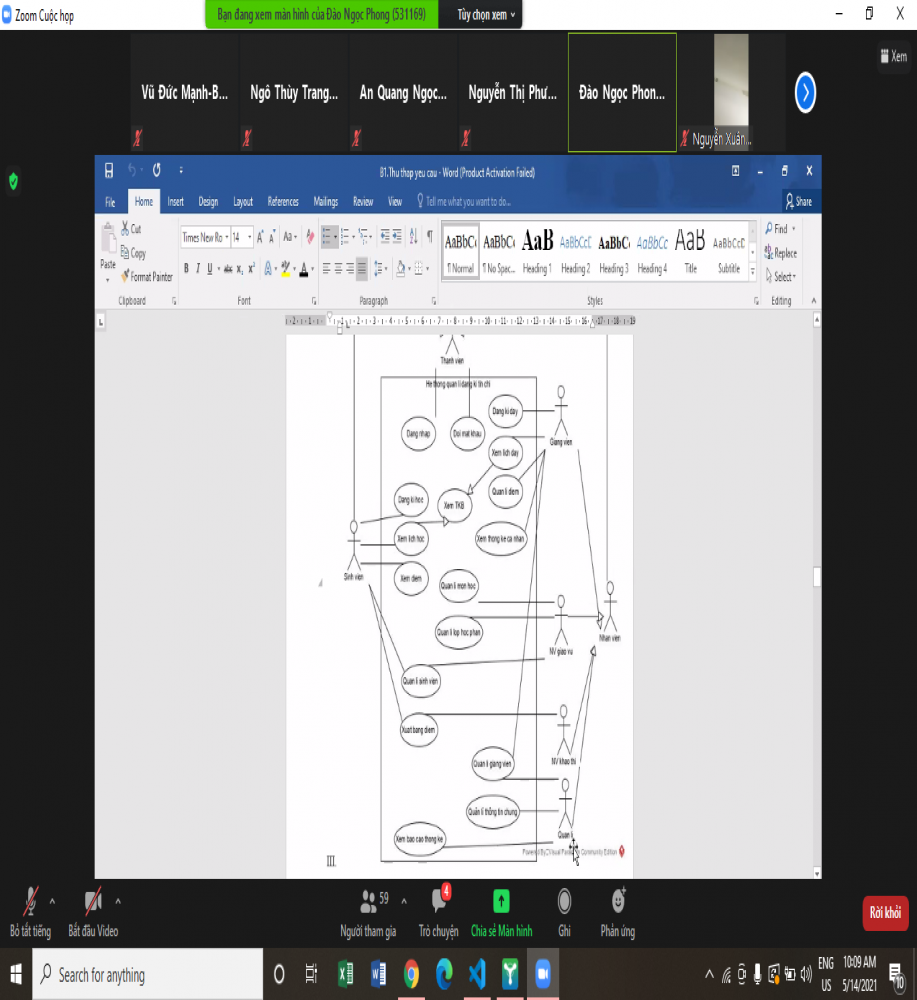 Zoom Cuộc họp
Bạn đang xem màn hình của Đào Ngọc Phong (531169)
Tùy chọn xem
Xem
Vũ Đức Mạnh-B...
Ngô Thùy Trang...
An Quang Ngọc...
Nguyễn Thị Phư...
Đào Ngọc Phon...
Nguyễn Xuân...
B1.Thu thap yeu cau - Word (Product Activation Failed)
File Home Insert Design Layout References Mailings Review View Tell me what you want to do... Share
Paste
Cut
Copy
Format Painter
Clipboard
Times New Ro 14
Font
Paragraph
AaBbCc AaBbCc AaB AaBbCcD AaBbCc AaBbCc AaB AaBbCcD
¶ Normal ¶ No Spac... Heading 1 Heading 2 Heading 3 Heading 4 Title Subtitle
Styles
Find
Replace
Select
Editing
Thanh vien
He thong quan li dang ki tin chi
Dang ki day
Dang nhap
Doi mat khau
Giang vien
Xem lich day
Quan li diem
Dang ki hoc
Xem TKB
Xem lich hoc
Xem thong ke ca nhan
Sinh vien
Xem diem
Quan li mon hoc
Quan li lop hoc phan
Nhan vien
NV giao vu
Quan li sinh vien
Xuat bang diem
NV khao thi
Quan li giang vien
Quản lí thông tin chung
Quan li
Xem bao cao thong ke
III.
59
4
Bỏ tắt tiếng
Bắt đầu Video
Người tham gia
Trò chuyện
Chia sẻ Màn hình
Ghi
Phản ứng
Rời khỏi
Search for anything
ENG
US
10:09 AM
5/14/2021
10